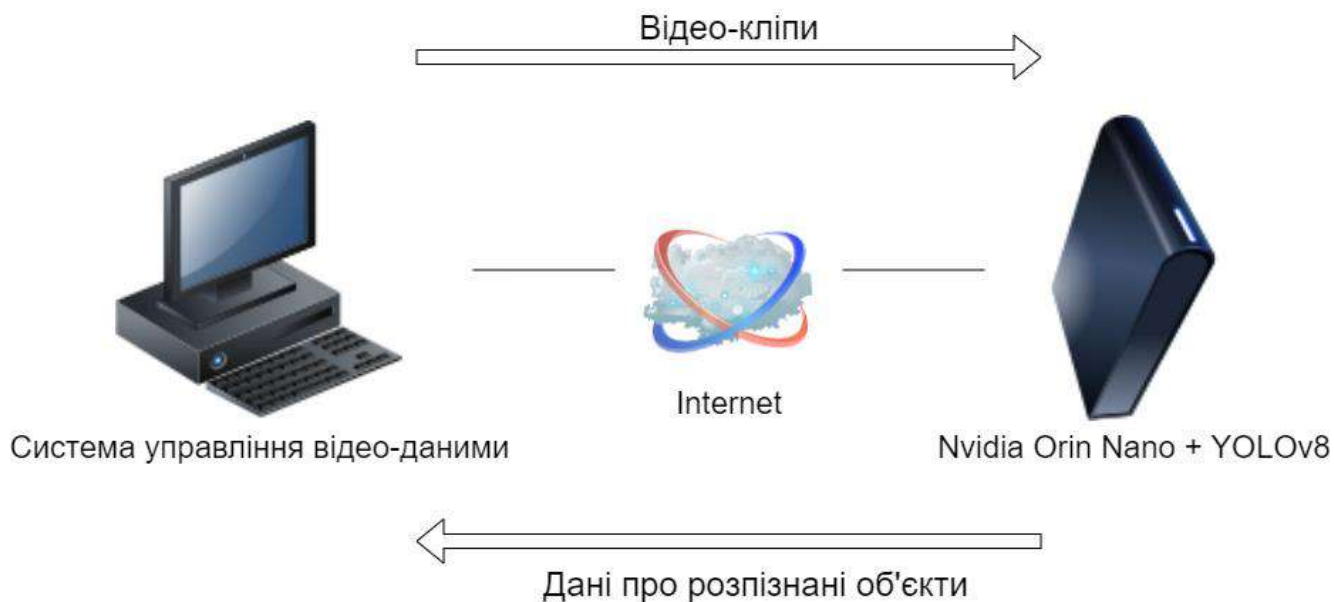 Відео-кліпи
Internet
Система управління відео-даними
Nvidia Orin Nano + YOLOv8
Дані про розпізнані об'єкти